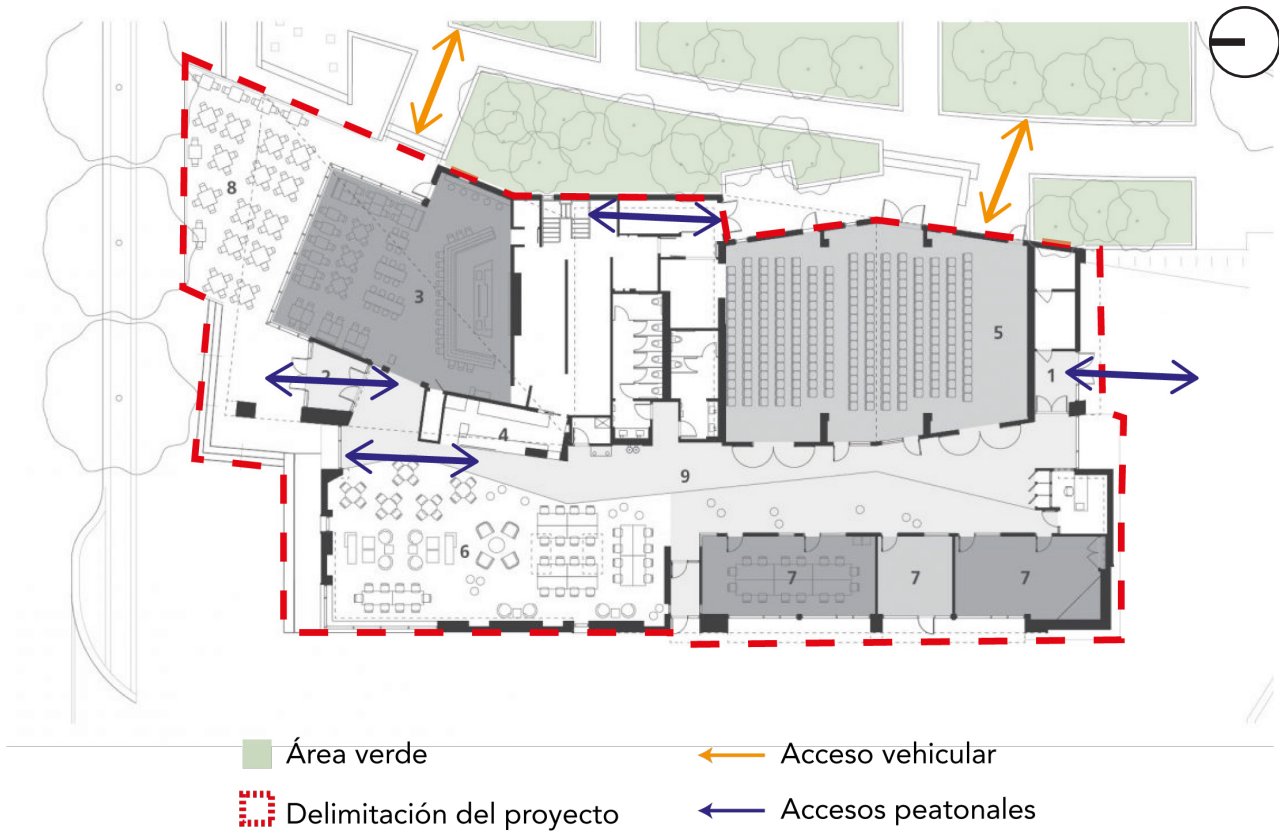 8
3
2
5
1
4
9
6
7
7
7
Área verde
Acceso vehicular
Delimitación del proyecto
Accesos peatonales